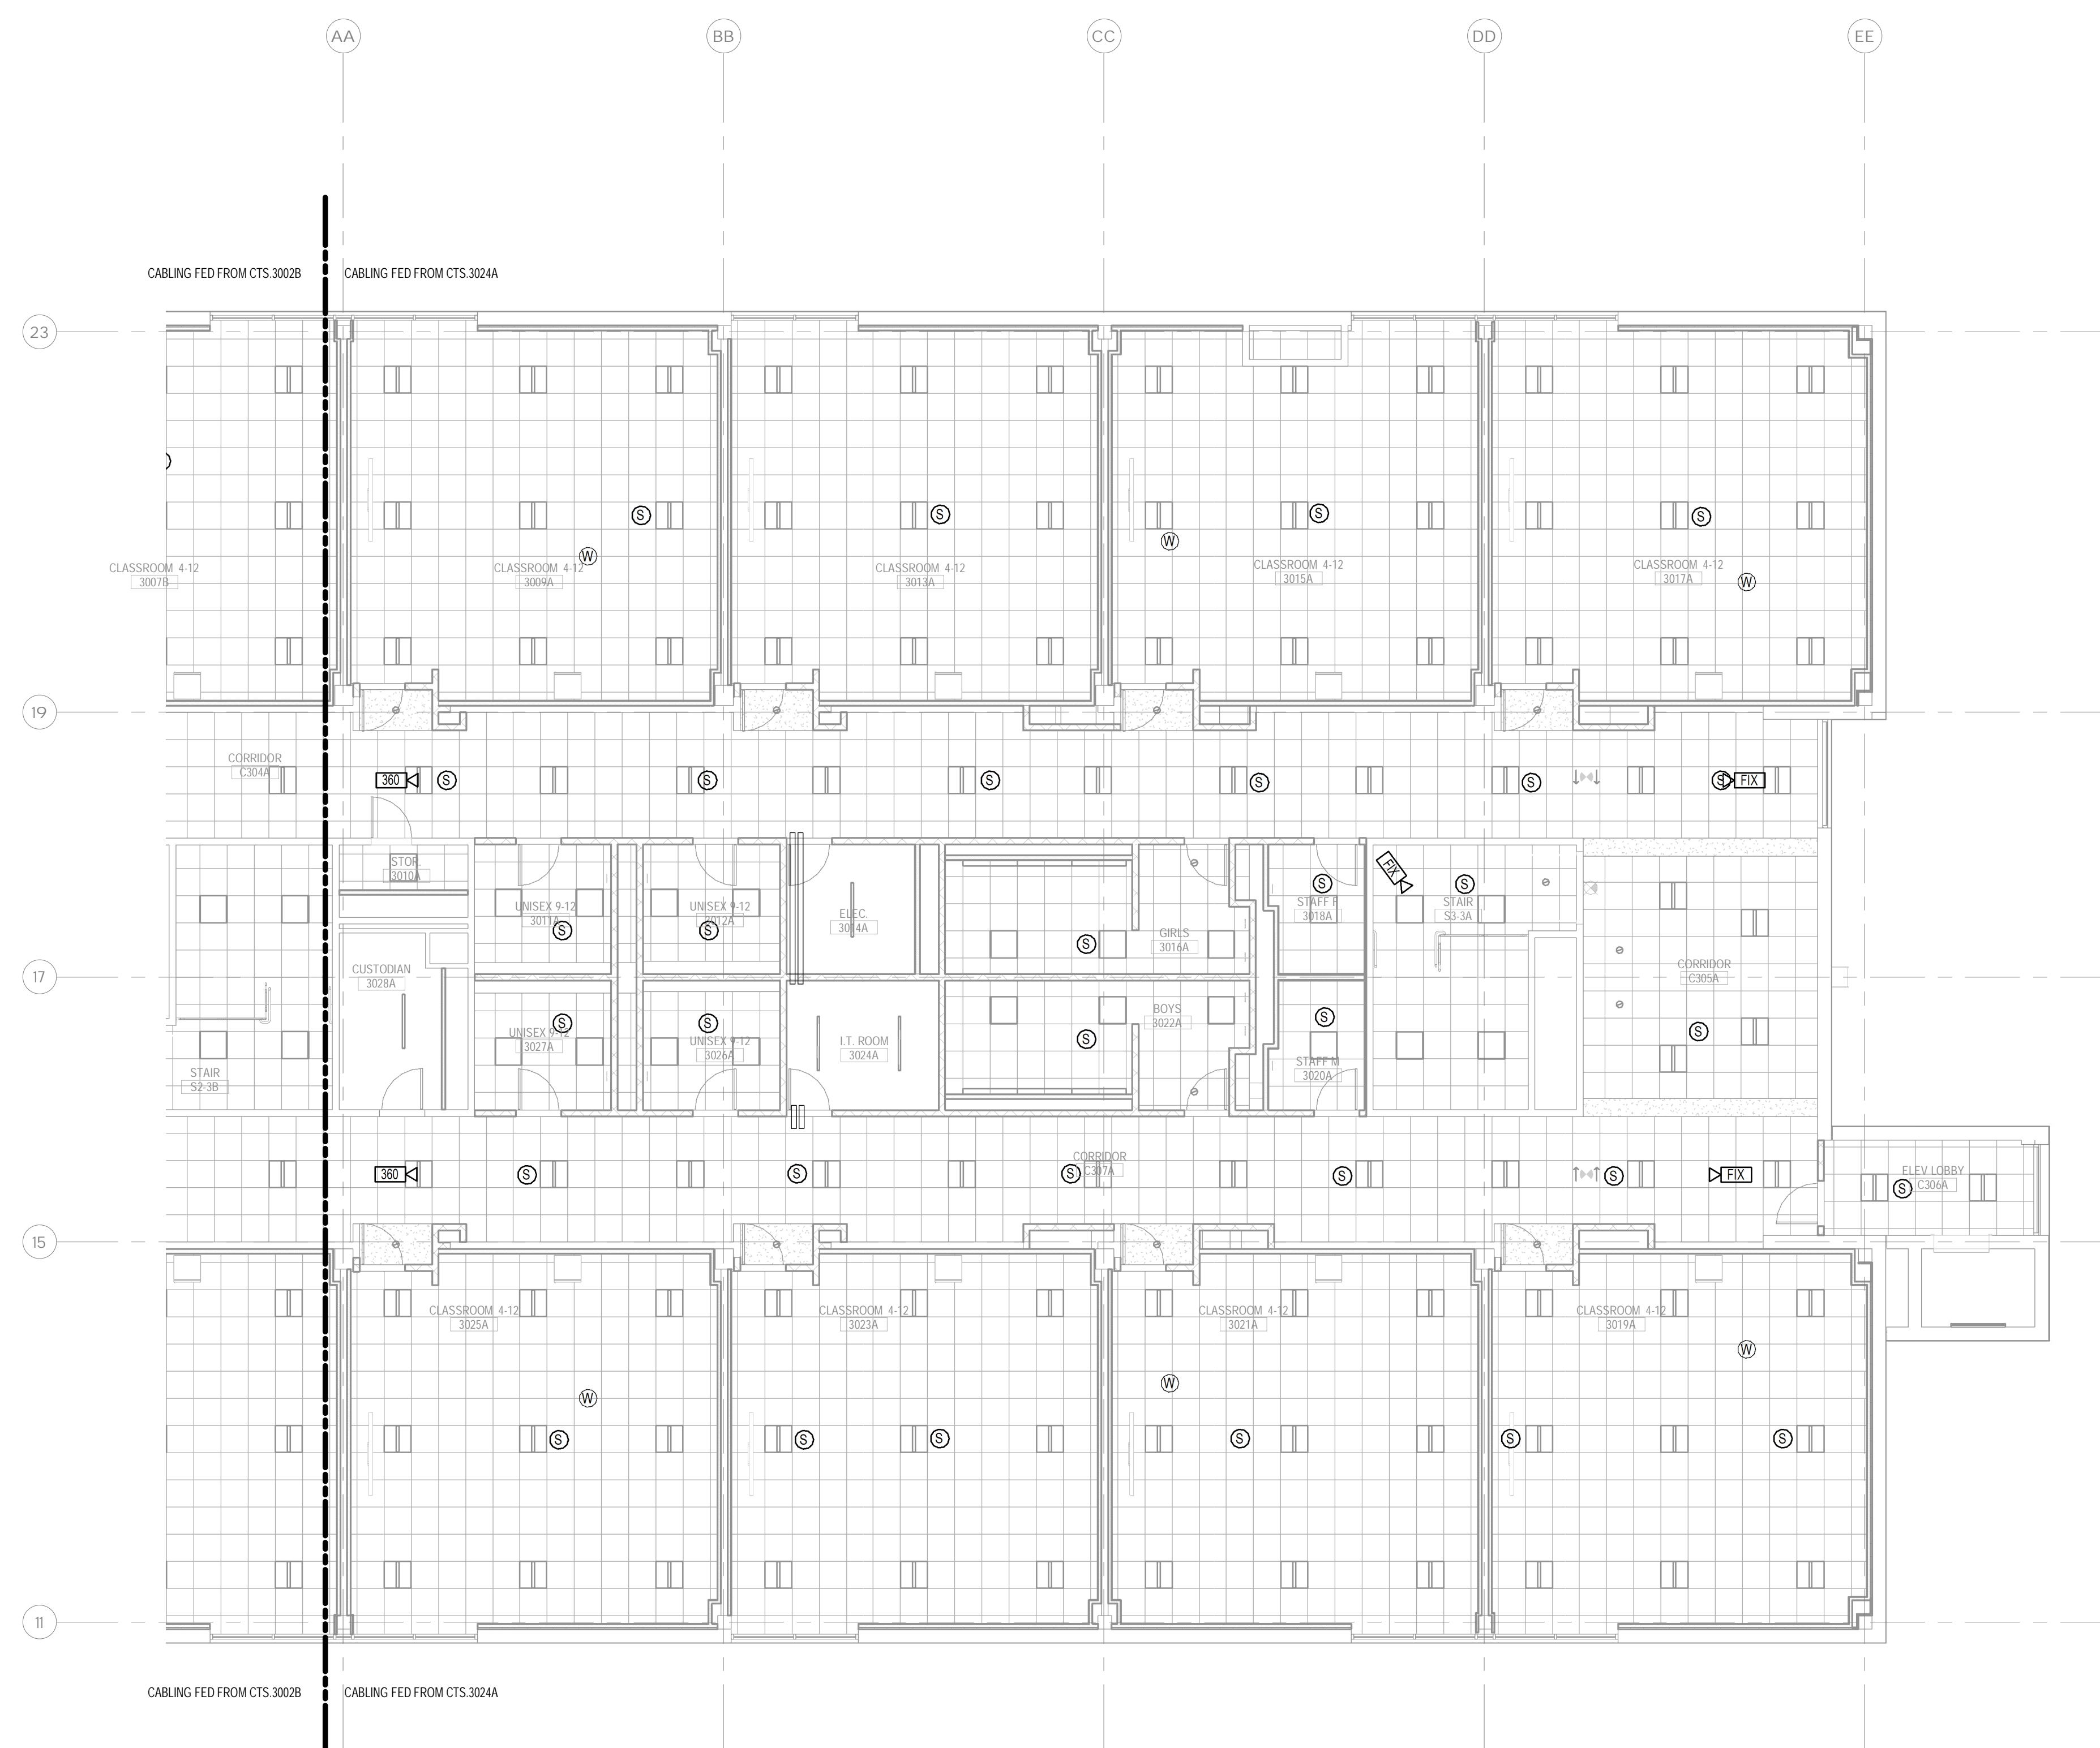 AA BB CC DD EE
CABLING FED FROM CTS.3002B CABLING FED FROM CTS.3024A
23
S S S S
W W
CLASSROOM 4-12 CLASSROOM 4-12 CLASSROOM 4-12 CLASSROOM 4-12 CLASSROOM 4-12
3007B 3009A 3013A 3015A 3017A
W
19
CORRIDOR
C304A
360 S S S S S S FIX
STOR.
3010A
FIX
S S
UNISEX 9-12 UNISEX 9-12 STAFF F STAIR
3011A 3012A 3018A S3-3A
ELEC.
3014A
S S S
GIRLS
3016A
17
CUSTODIAN CORRIDOR
3028A C305A
BOYS
3022A
S S S S
UNISEX 9-12 UNISEX 9-12 I.T. ROOM
3027A 3026A 3024A
S S
STAIR STAFF M
S2-3B 3020A
CORRIDOR
C307A
360 S S S S S FIX
ELEV LOBBY
C306A
S
15
CLASSROOM 4-12 CLASSROOM 4-12 CLASSROOM 4-12 CLASSROOM 4-12
3025A 3023A 3021A 3019A
W
W W
S S S S S S
11
CABLING FED FROM CTS.3002B CABLING FED FROM CTS.3024A